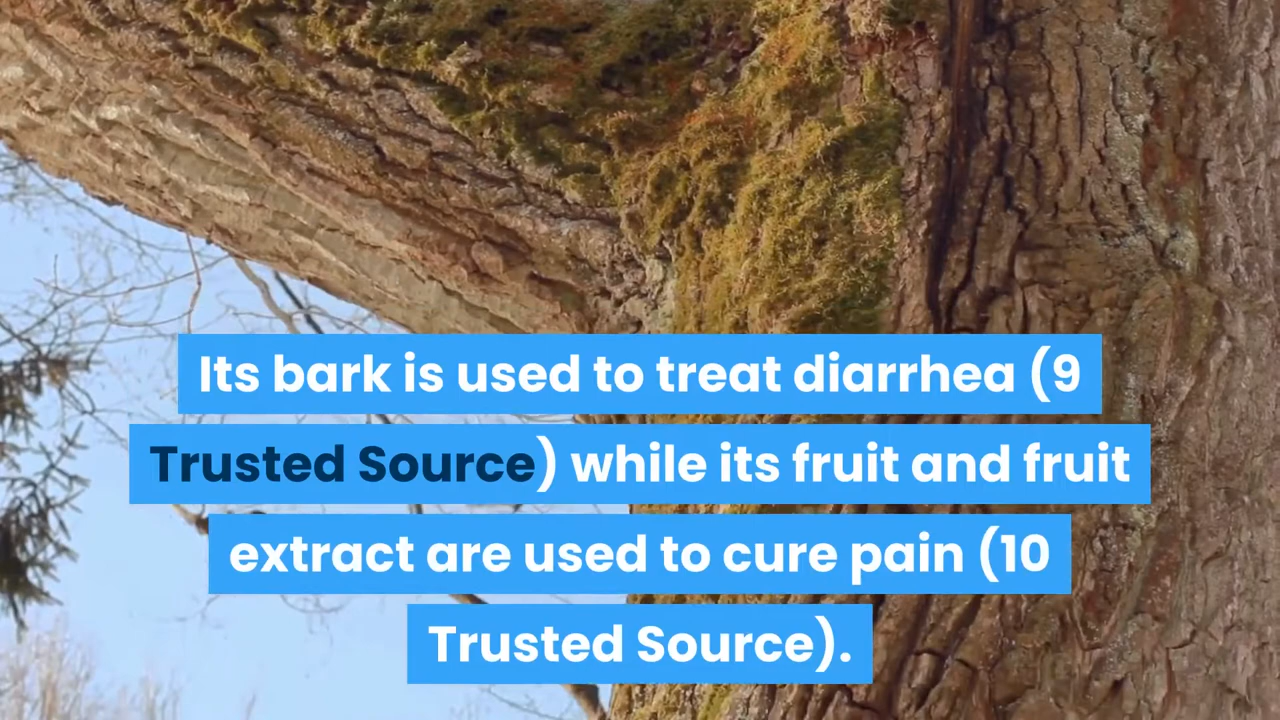 Its bark is used to treat diarrhea (9
Trusted Source) while its fruit and fruit
extract are used to cure pain (10
Trusted Source).